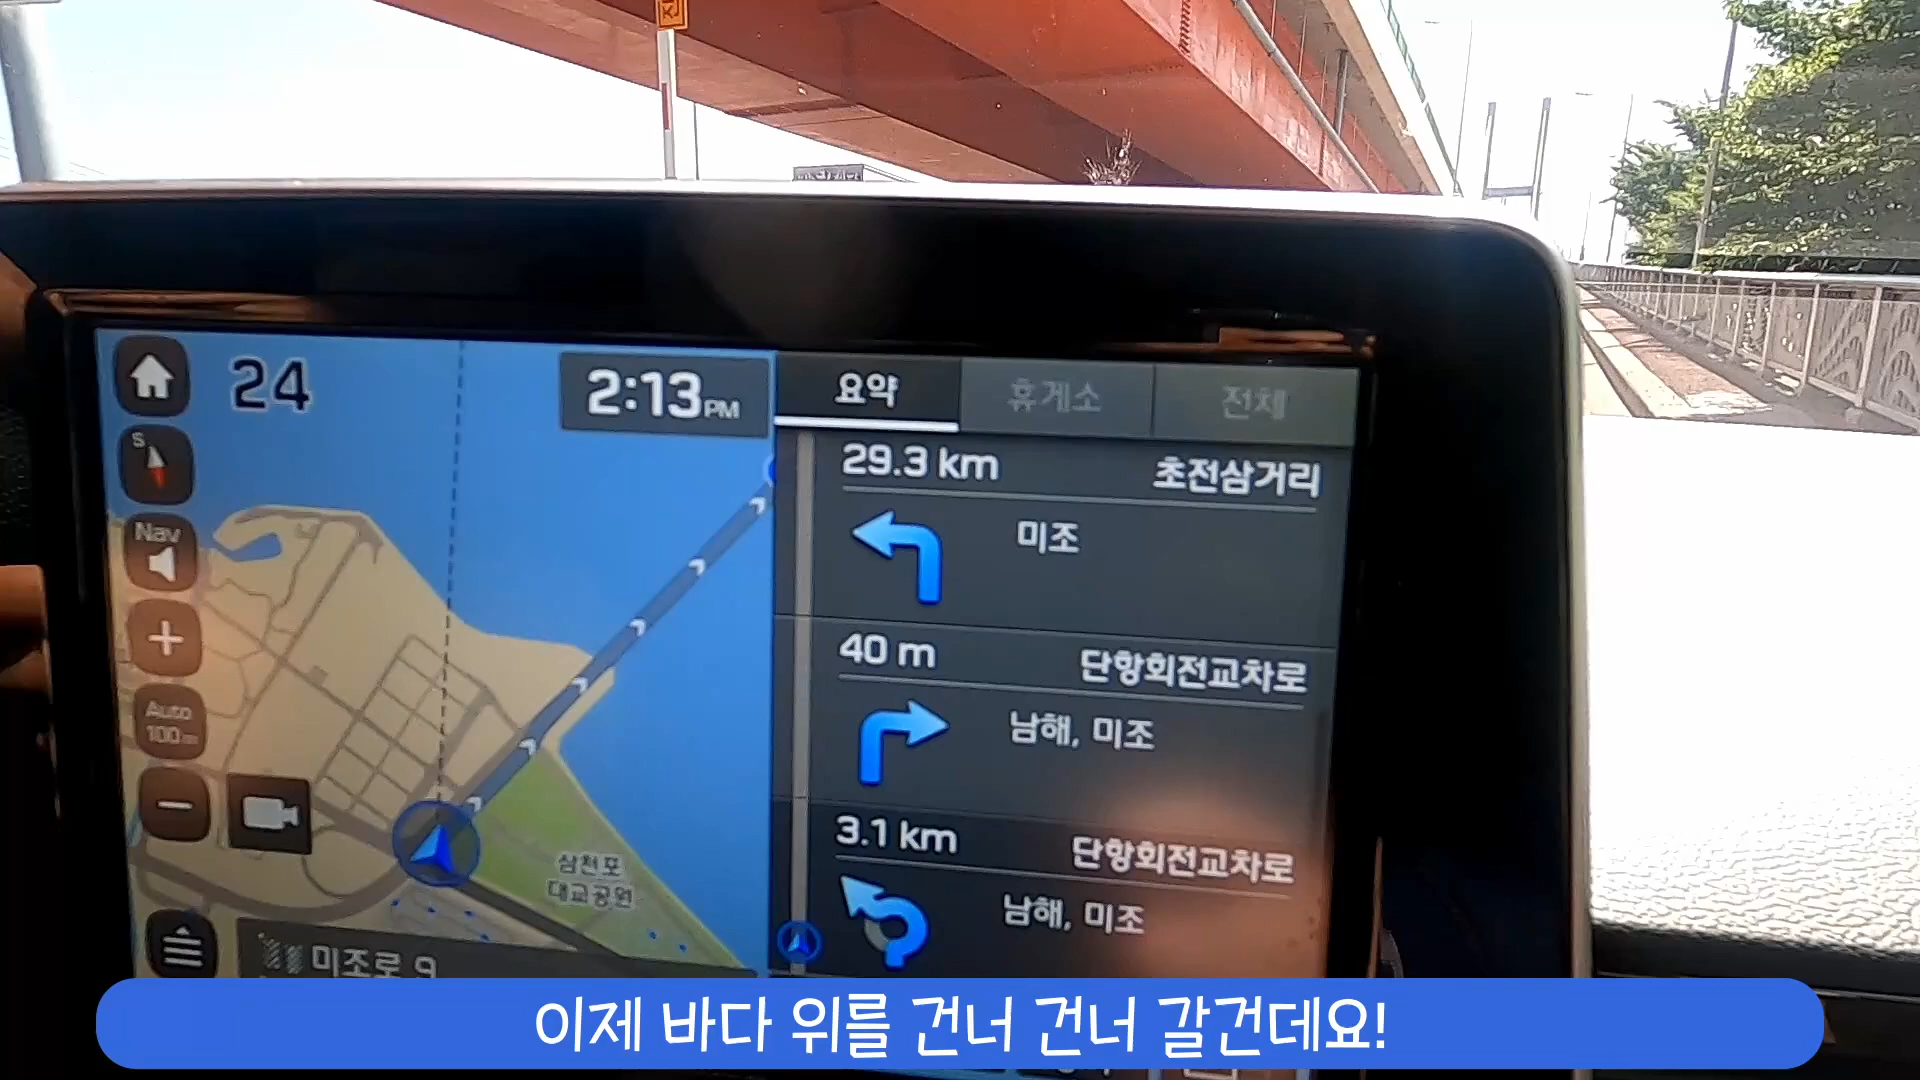 24
2:13PM
요약
휴게소
전체
S
Nav
Auto
100m
29.3 km
초전삼거리
미조
40 m
단항회전교차로
남해, 미조
3.1 km
단항회전교차로
남해, 미조
삼천포
대교공원
미조로 9
이제 바다 위를 건너 건너 갈건데요!